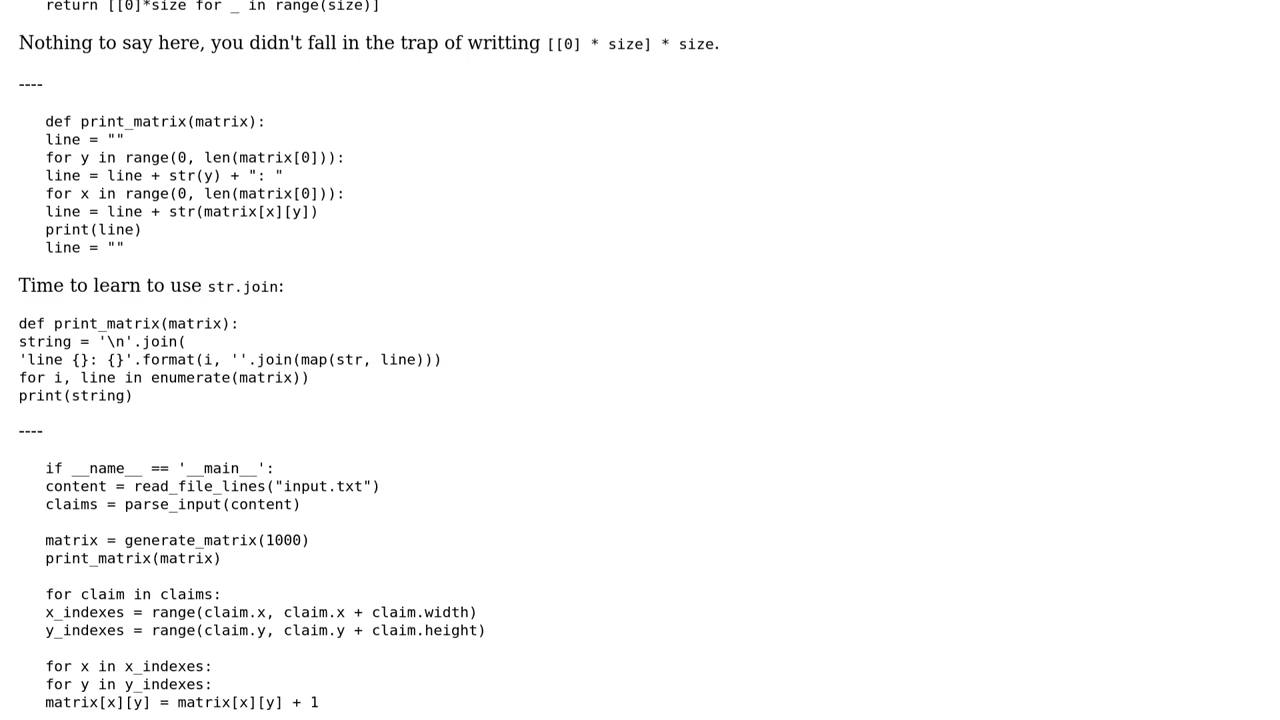 return [[0]*size for _ in range(size)]
Nothing to say here, you didn't fall in the trap of writting [[0] * size] * size.
----
def print_matrix(matrix):
line = ""
for y in range(0, len(matrix[0])):
line = line + str(y) + ": "
for x in range(0, len(matrix[0])):
line = line + str(matrix[x][y])
print(line)
line = ""
Time to learn to use str.join:
def print_matrix(matrix):
string = '\n'.join(
'line {}: {}'.format(i, ''.join(map(str, line)))
for i, line in enumerate(matrix))
print(string)
----
if __name__ == '__main__':
content = read_file_lines("input.txt")
claims = parse_input(content)
matrix = generate_matrix(1000)
print_matrix(matrix)
for claim in claims:
x_indexes = range(claim.x, claim.x + claim.width)
y_indexes = range(claim.y, claim.y + claim.height)
for x in x_indexes:
for y in y_indexes:
matrix[x][y] = matrix[x][y] + 1